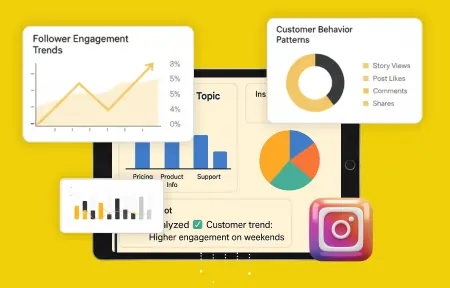 Follower Engagement
Trends
8%
5%
5%
4%
0%
Customer Behavior
Patterns
Story Views
Post Likes
Comments
Shares
Topic
Ins
Pricing
Product
Info
Support
ot
alyzed ✅ Customer trend:
Higher engagement on weekends